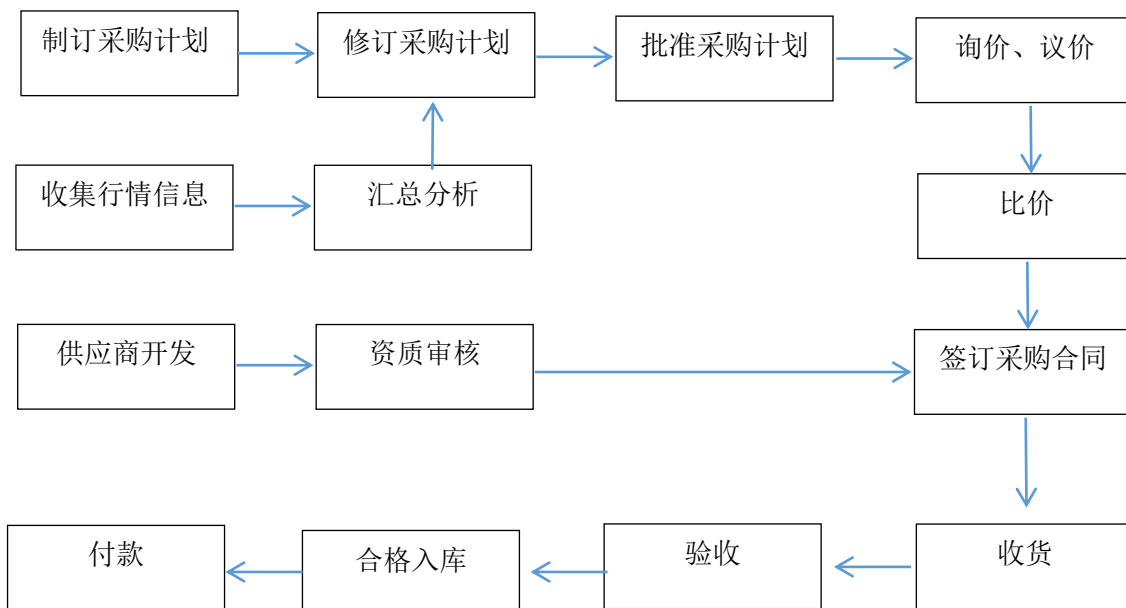 制订采购计划
修订采购计划
批准采购计划
询价、议价
收集行情信息
汇总分析
比价
供应商开发
资质审核
签订采购合同
付款
合格入库
验收
收货